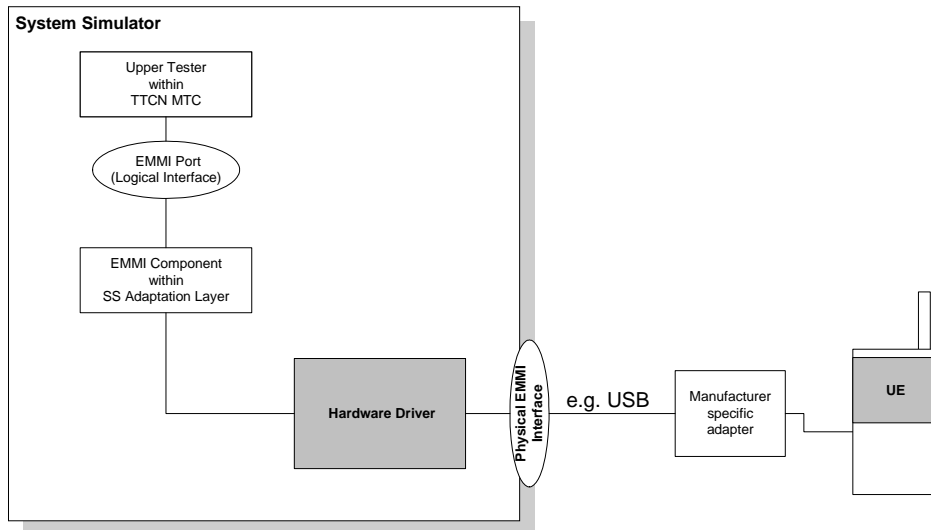 System Simulator
Upper Tester
within
TTCN MTC
EMMI Port
(Logical Interface)
EMMI Component
within
SS Adaptation Layer
Hardware Driver
Physical EMMI
Interface
e.g. USB
Manufacturer
specific
adapter
UE